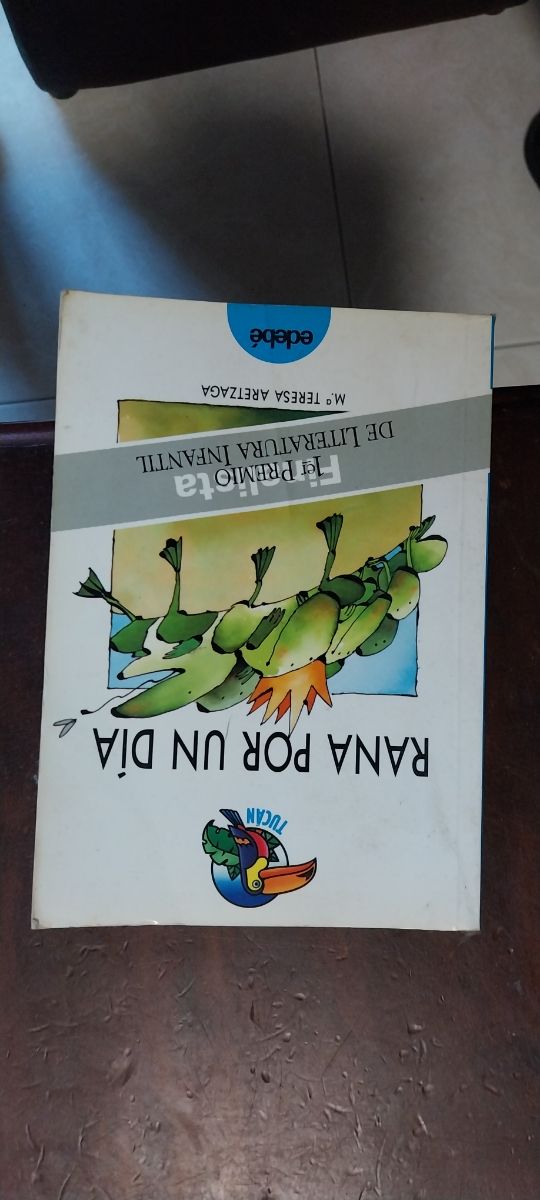 TUCÁN
RANA POR UN DÍA
Finalista
1er PREMIO
DE LITERATURA INFANTIL
M.ª TERESA ARETZAGA
edebé